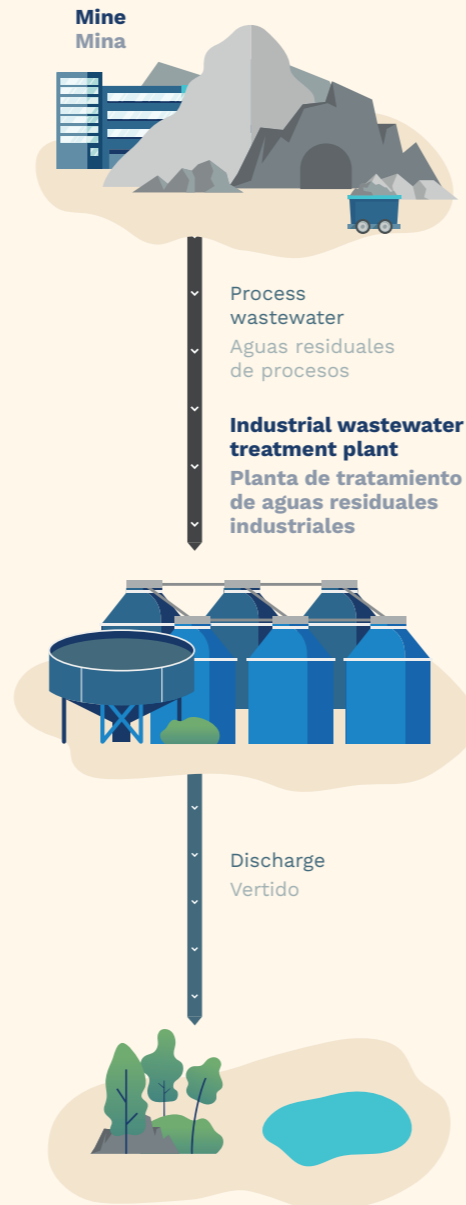 Mine
Mina
Process
wastewater
Aguas residuales
de procesos
Industrial wastewater
treatment plant
Planta de tratamiento
de aguas residuales
industriales
Discharge
Vertido